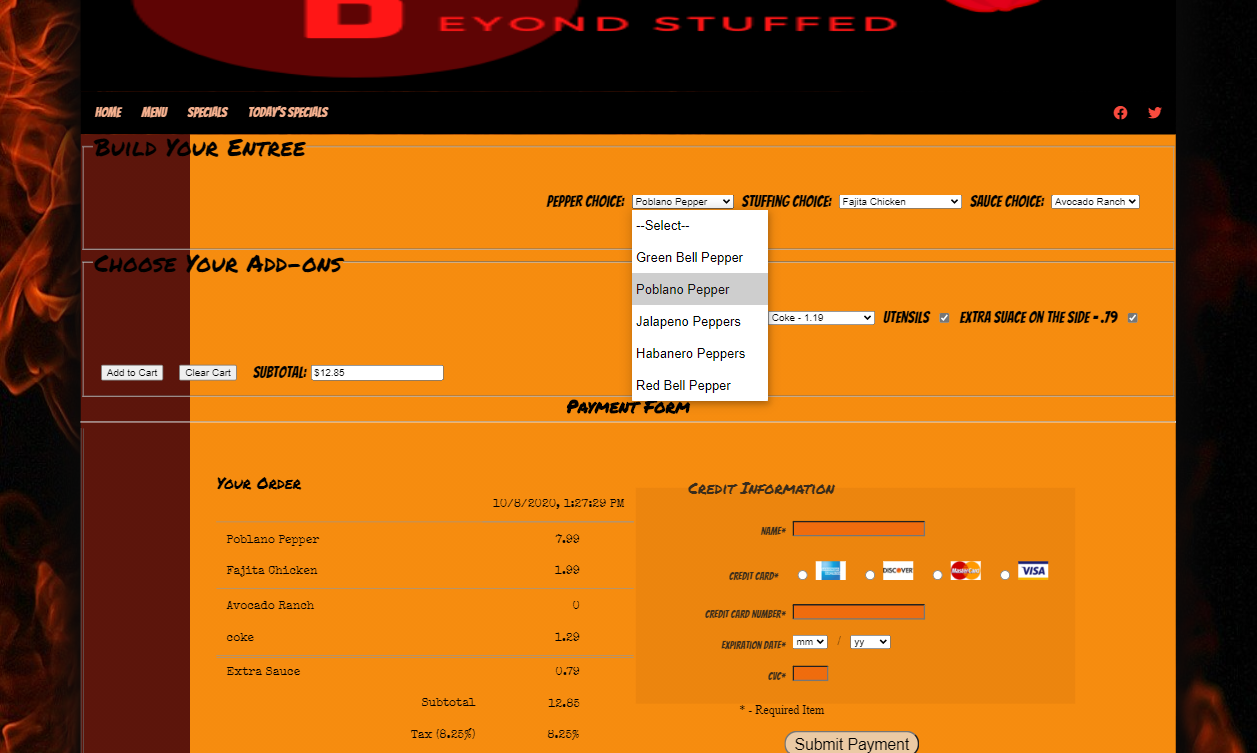 B EYOND STUFFED
HOME MENU SPECIALS TODAY'S SPECIALS
Build Your Entree
PEPPER CHOICE: Poblano Pepper STUFFING CHOICE: Fajita Chicken SAUCE CHOICE: Avocado Ranch
--Select--
Green Bell Pepper
Poblano Pepper
Jalapeno Peppers
Habanero Peppers
Red Bell Pepper
Choose Your Add-ons
Coke - 1.19 UTENSILS EXTRA SUACE ON THE SIDE - .79
Add to Cart Clear Cart SUBTOTAL: $12.85
Payment Form
Your Order
10/8/2020, 1:27:29 PM
Poblano Pepper 7.99
Fajita Chicken 1.99
Avocado Ranch 0
coke 1.29
Extra Sauce 0.79
Subtotal 12.85
Tax (8.25%) 8.25%
Credit Information
NAME*
CREDIT CARD* DISCOVER MasterCard VISA
CREDIT CARD NUMBER*
EXPIRATION DATE* mm / yy
CVC*
* - Required Item
Submit Payment